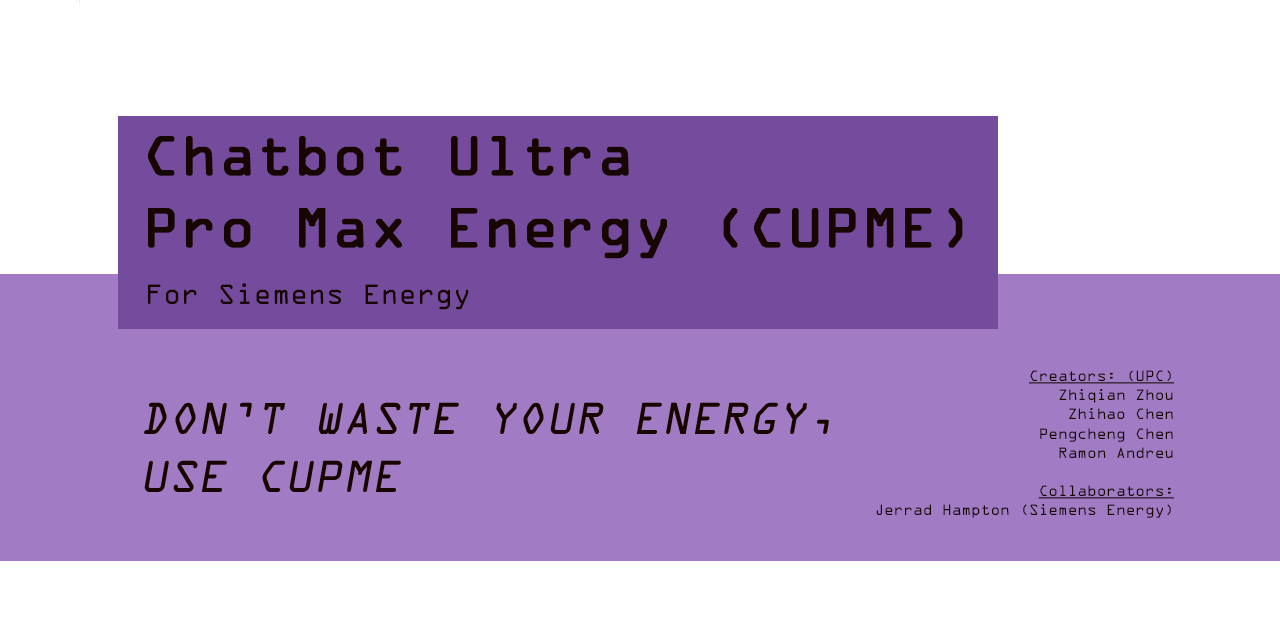 Chatbot Ultra
Pro Max Energy (CUPME)
For Siemens Energy
DON'T WASTE YOUR ENERGY,
USE CUPME
Creators: (UPC)
Zhiqian Zhou
Zhihao Chen
Pengcheng Chen
Ramon Andreu
Collaborators:
Jerrad Hampton (Siemens Energy)